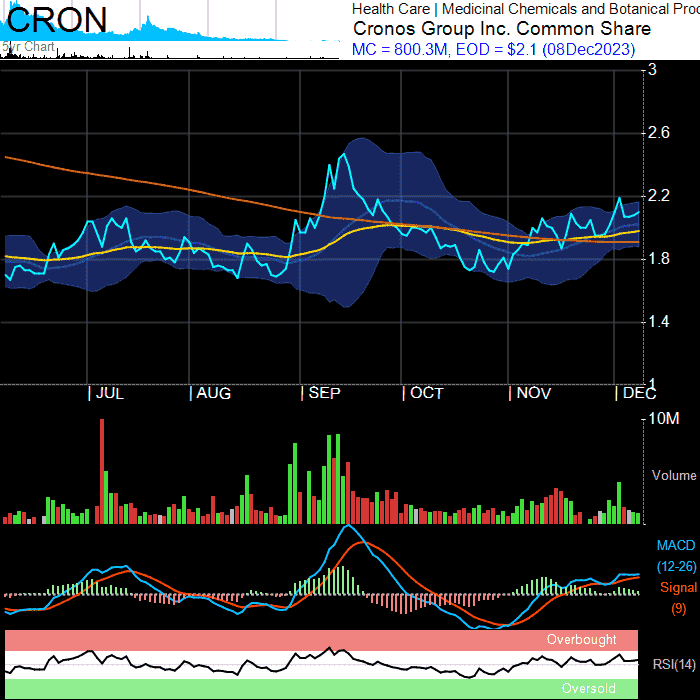 CRON
5yr Chart
Health Care | Medicinal Chemicals and Botanical Proc
Cronos Group Inc. Common Share
MC = 800.3M, EOD = $2.1 (08Dec2023)
3
2.6
2.2
1.8
1.4
1
JUL AUG SEP OCT NOV DEC
10M
Volume
MACD
(12-26)
Signal
(9)
Overbought
RSI(14)
Oversold